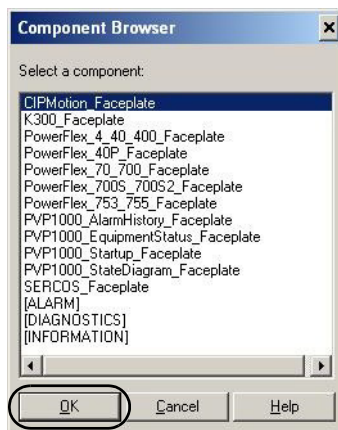 Component Browser
Select a component:
CIPMotion_Faceplate
K300_Faceplate
PowerFlex_4_40_400_Faceplate
PowerFlex_40P_Faceplate
PowerFlex_70_700_Faceplate
PowerFlex_700S_700S2_Faceplate
PowerFlex_753_755_Faceplate
PVP1000_AlarmHistory_Faceplate
PVP1000_EquipmentStatus_Faceplate
PVP1000_Startup_Faceplate
PVP1000_StateDiagram_Faceplate
SERCOS_Faceplate
[ALARM]
[DIAGNOSTICS]
[INFORMATION]
OK Cancel Help